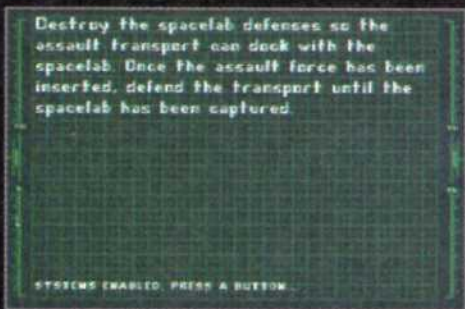 Destroy the spacelab defenses so the
assault transport can dock with the
spacelab. Once the assault force has been
inserted, defend the transport until the
spacelab has been captured.
SYSTEMS ENABLED. PRESS A BUTTON...